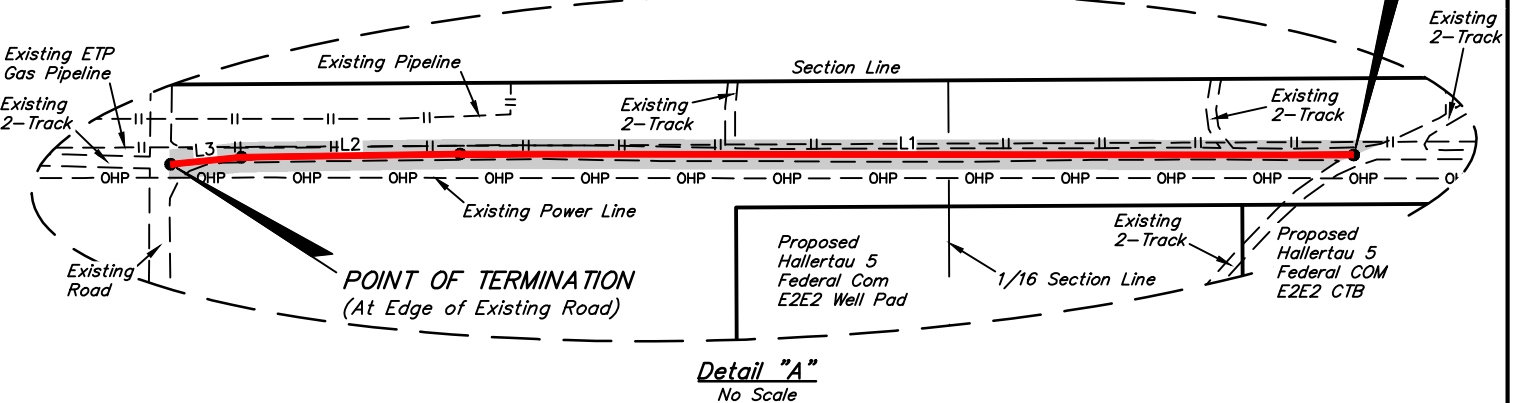 Existing
2-Track
Existing ETP
Gas Pipeline
Existing Pipeline
Section Line
Existing
2-Track
Existing
2-Track
Existing
2-Track
L3
L2
L1
OHP OHP OHP OHP OHP OHP OHP OHP OHP OHP OHP OHP OHP OHP
Existing Power Line
Existing
2-Track
Proposed
Hallertau 5
Federal Com
E2E2 Well Pad
Proposed
Hallertau 5
Federal COM
E2E2 CTB
Existing
Road
POINT OF TERMINATION
(At Edge of Existing Road)
1/16 Section Line
Detail "A"
No Scale